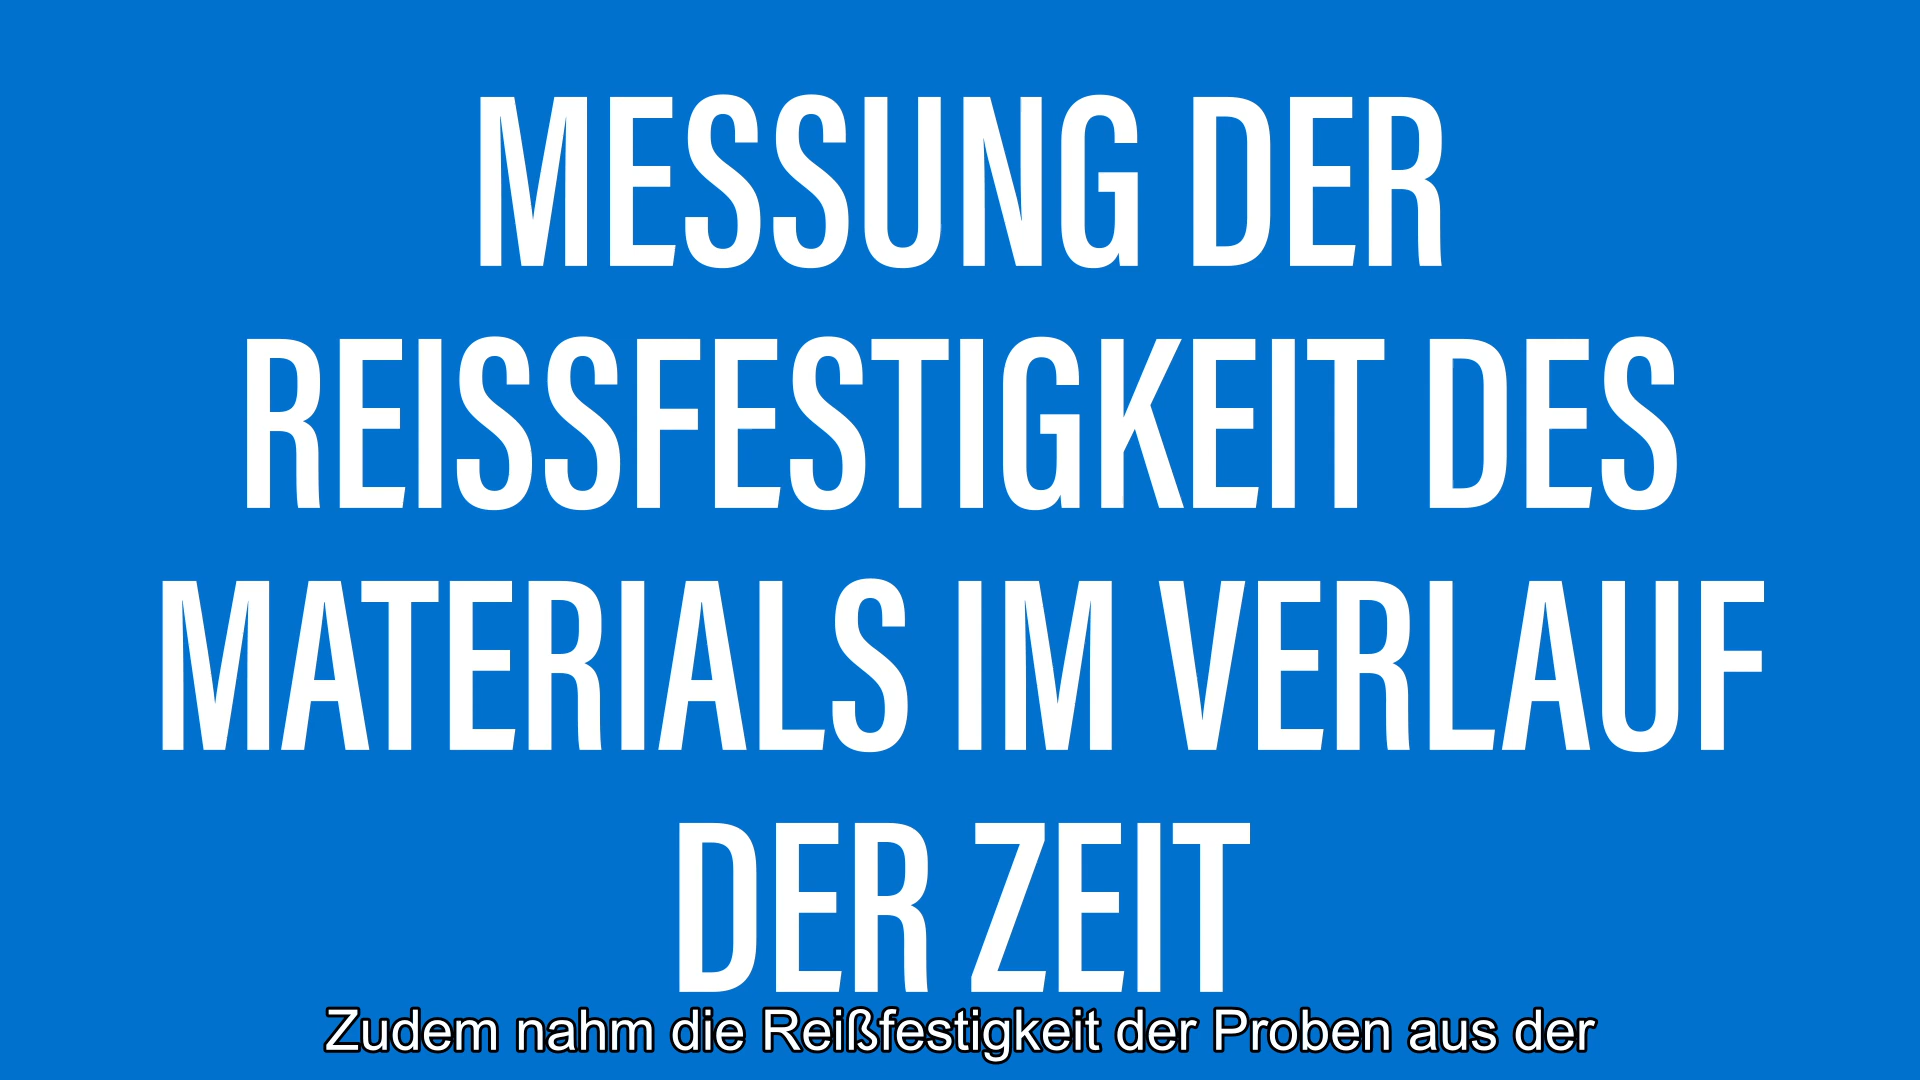 MESSUNG DER
REISSFESTIGKEIT DES
MATERIALS IM VERLAUF
DER ZEIT
Zudem nahm die Reißfestigkeit der Proben aus der